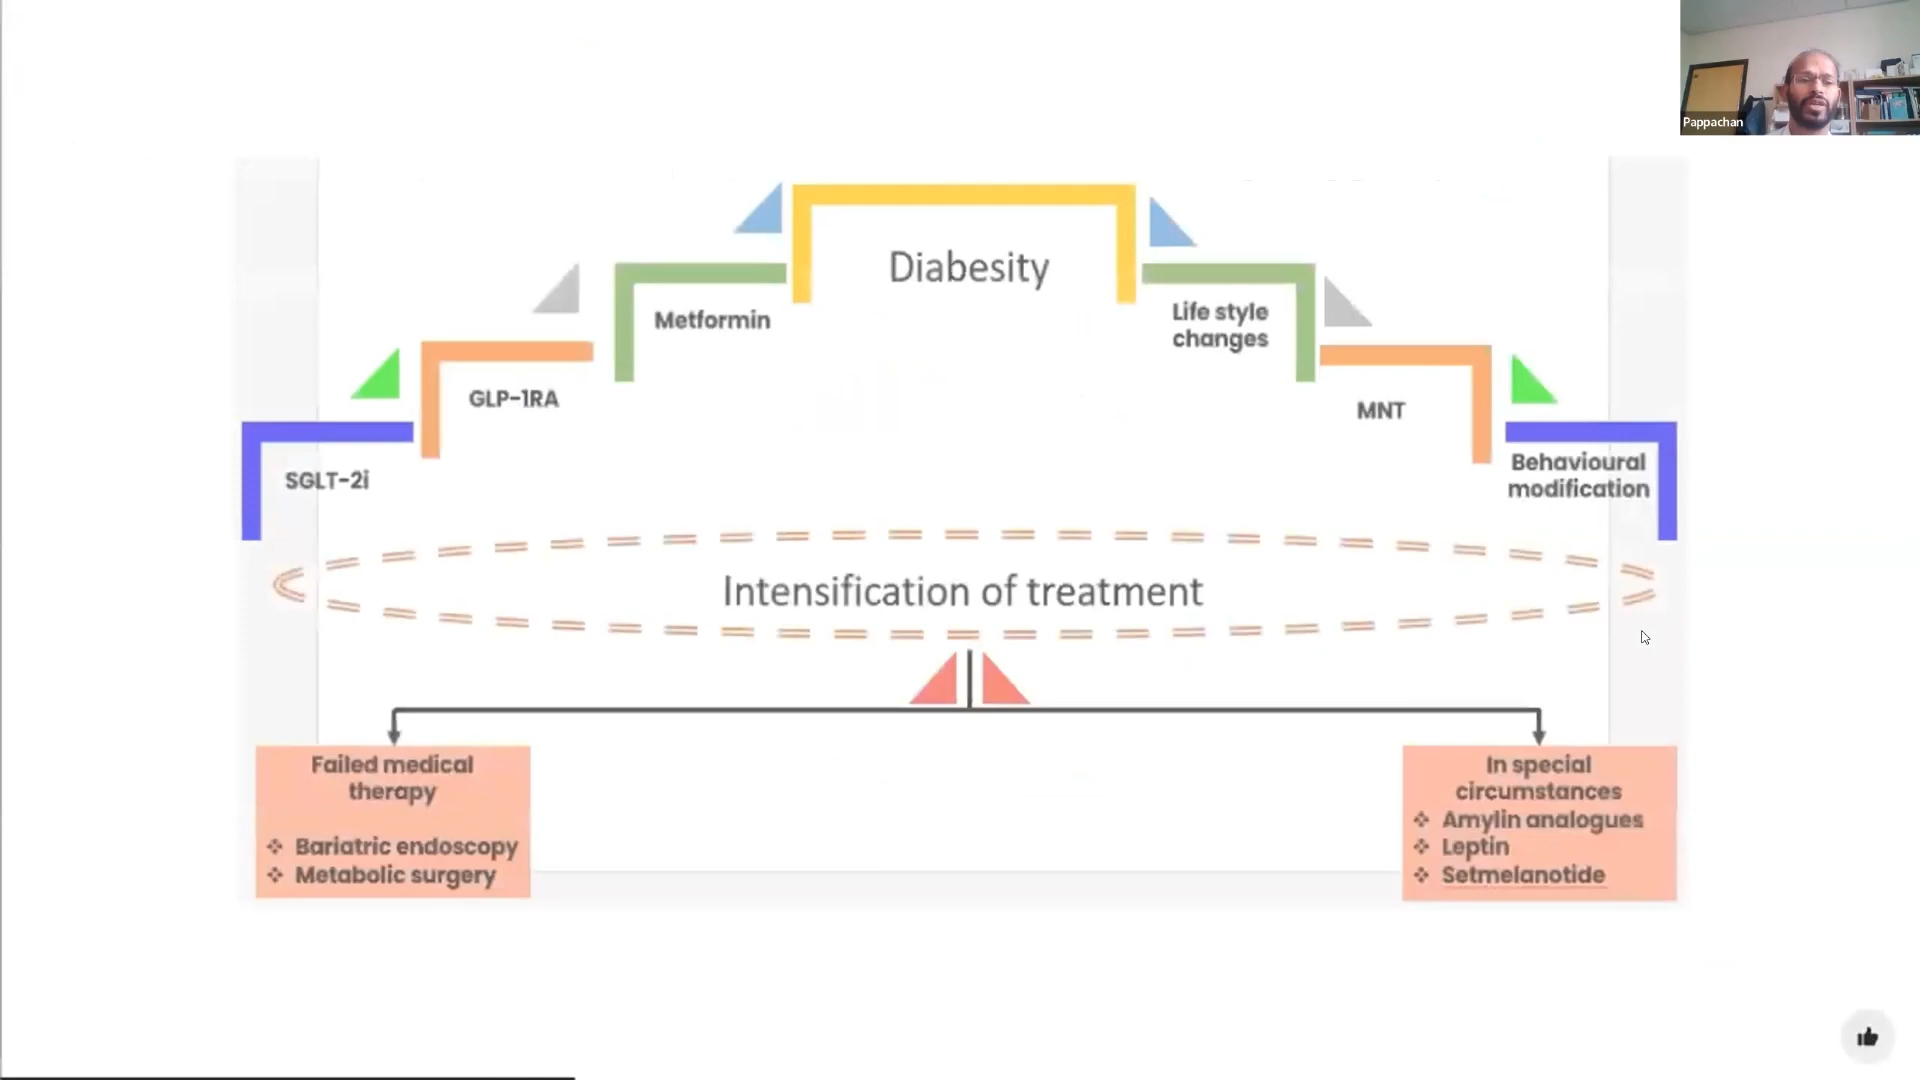 Pappachan
Diabesity
Metformin
Life style
changes
GLP-1RA
MNT
SGLT-2i
Behavioural
modification
Intensification of treatment
Failed medical
therapy
❖ Bariatric endoscopy
❖ Metabolic surgery
In special
circumstances
❖ Amylin analogues
❖ Leptin
❖ Setmelanotide